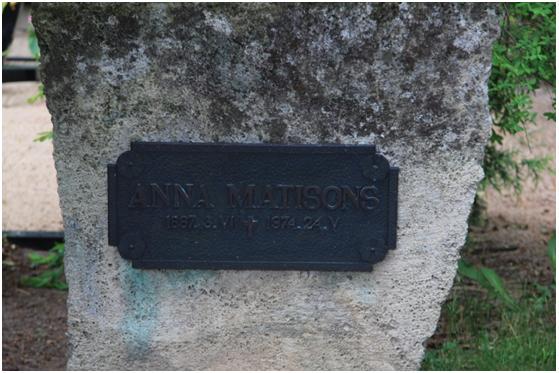 ANNA MATISONS
1887. 3. VI † 1974. 24. V